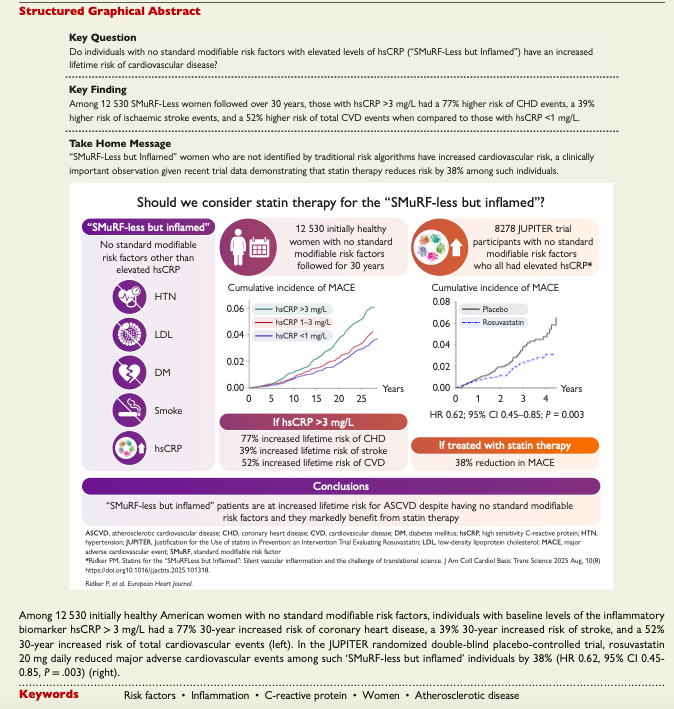 Structured Graphical Abstract
Key Question
Do individuals with no standard modifiable risk factors with elevated levels of hsCRP (“SMuRF-Less but Inflamed”) have an increased
lifetime risk of cardiovascular disease?
Key Finding
Among 12 530 SMuRF-Less women followed over 30 years, those with hsCRP >3 mg/L had a 77% higher risk of CHD events, a 39%
higher risk of ischaemic stroke events, and a 52% higher risk of total CVD events when compared to those with hsCRP <1 mg/L.
Take Home Message
“SMuRF-Less but Inflamed” women who are not identified by traditional risk algorithms have increased cardiovascular risk, a clinically
important observation given recent trial data demonstrating that statin therapy reduces risk by 38% among such individuals.
Should we consider statin therapy for the “SMuRF-less but inflamed”?
“SMuRF-less but inflamed”
No standard modifiable
risk factors other than
elevated hsCRP
HTN
LDL
DM
Smoke
hsCRP
12 530 initially healthy
women with no standard
modifiable risk factors
followed for 30 years
Cumulative incidence of MACE
0.06
0.04
0.02
0.00
hsCRP >3 mg/L
hsCRP 1–3 mg/L
hsCRP <1 mg/L
0 5 10 15 20 25 Years
If hsCRP >3 mg/L
77% increased lifetime risk of CHD
39% increased lifetime risk of stroke
52% increased lifetime risk of CVD
8278 JUPITER trial
participants with no standard
modifiable risk factors
who all had elevated hsCRP*
Cumulative incidence of MACE
0.08
0.06
0.04
0.02
0.00
Placebo
Rosuvastatin
0 1 2 3 4 Years
HR 0.62; 95% CI 0.45–0.85; P = 0.003
If treated with statin therapy
38% reduction in MACE
Conclusions
“SMuRF-less but inflamed” patients are at increased lifetime risk for ASCVD despite having no standard modifiable
risk factors and they markedly benefit from statin therapy
ASCVD, atherosclerotic cardiovascular disease; CHD, coronary heart disease; CVD, cardiovascular disease; DM, diabetes mellitus; hsCRP, high sensitivity C-reactive protein; HTN,
hypertension; JUPITER, Justification for the Use of statins in Prevention: an Intervention Trial Evaluating Rosuvastatin; LDL, low-density lipoprotein cholesterol; MACE, major
adverse cardiovascular event; SMuRF, standard modifiable risk factor
*Ridker PM. Statins for the “SMuRFLess but Inflamed”: Silent vascular inflammation and the challenge of translational science. J Am Coll Cardiol Basic Trans Science 2025 Aug, 10(8)
https://doi.org/10.1016/j.jacbts.2025.101318.
Ridker P, et al. European Heart Journal.
Among 12 530 initially healthy American women with no standard modifiable risk factors, individuals with baseline levels of the inflammatory
biomarker hsCRP > 3 mg/L had a 77% 30-year increased risk of coronary heart disease, a 39% 30-year increased risk of stroke, and a 52%
30-year increased risk of total cardiovascular events (left). In the JUPITER randomized double-blind placebo-controlled trial, rosuvastatin
20 mg daily reduced major adverse cardiovascular events among such ‘SMuRF-less but inflamed’ individuals by 38% (HR 0.62, 95% CI 0.45-
0.85, P = .003) (right).
Keywords Risk factors • Inflammation • C-reactive protein • Women • Atherosclerotic disease